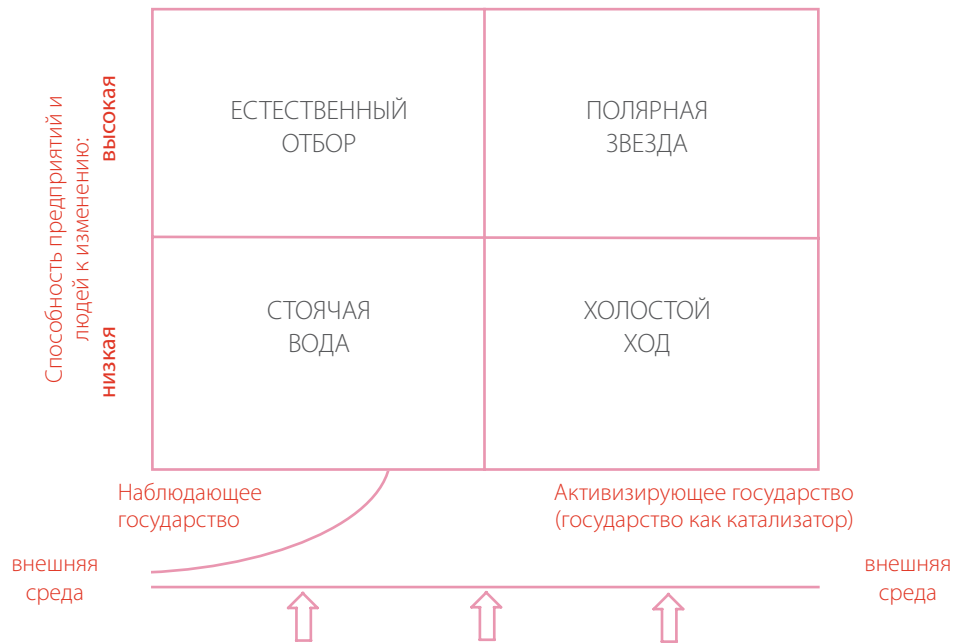 Способность предприятий и
людей к изменению:
высокая
низкая
ЕСТЕСТВЕННЫЙ
ОТБОР
ПОЛЯРНАЯ
ЗВЕЗДА
СТОЯЧАЯ
ВОДА
ХОЛОСТОЙ
ХОД
Наблюдающее
государство
Активизирующее государство
(государство как катализатор)
внешняя
среда
внешняя
среда